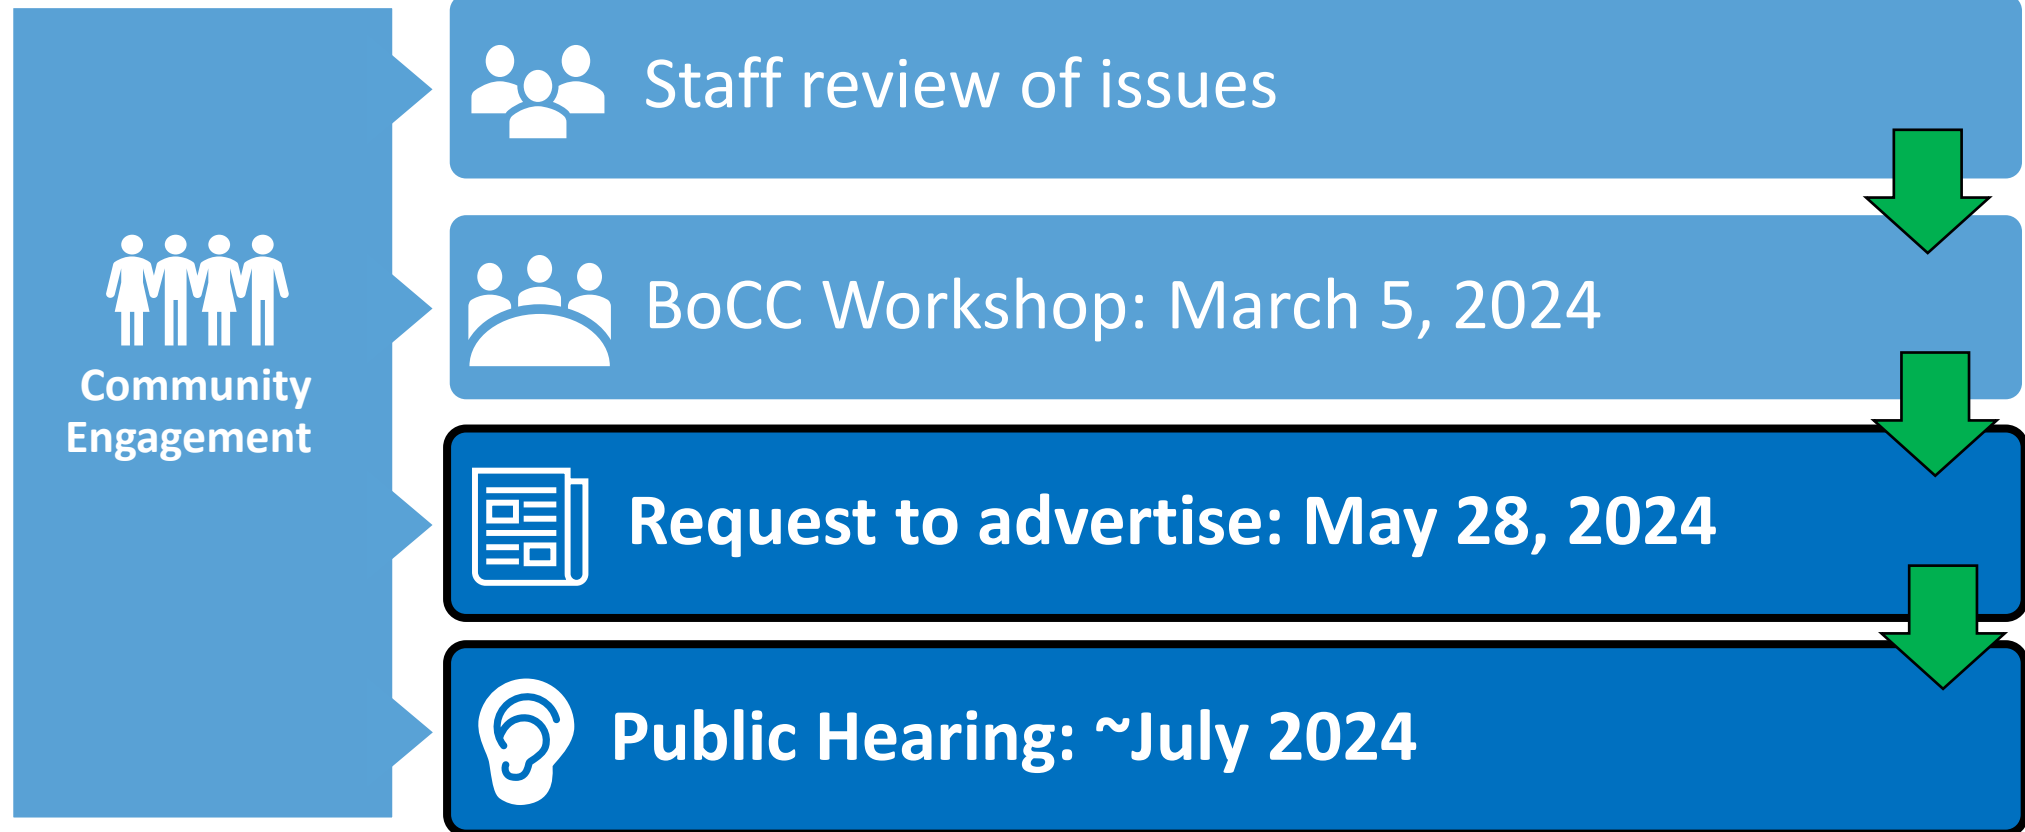 Community
Engagement
Staff review of issues
BoCC Workshop: March 5, 2024
Request to advertise: May 28, 2024
Public Hearing: ~July 2024